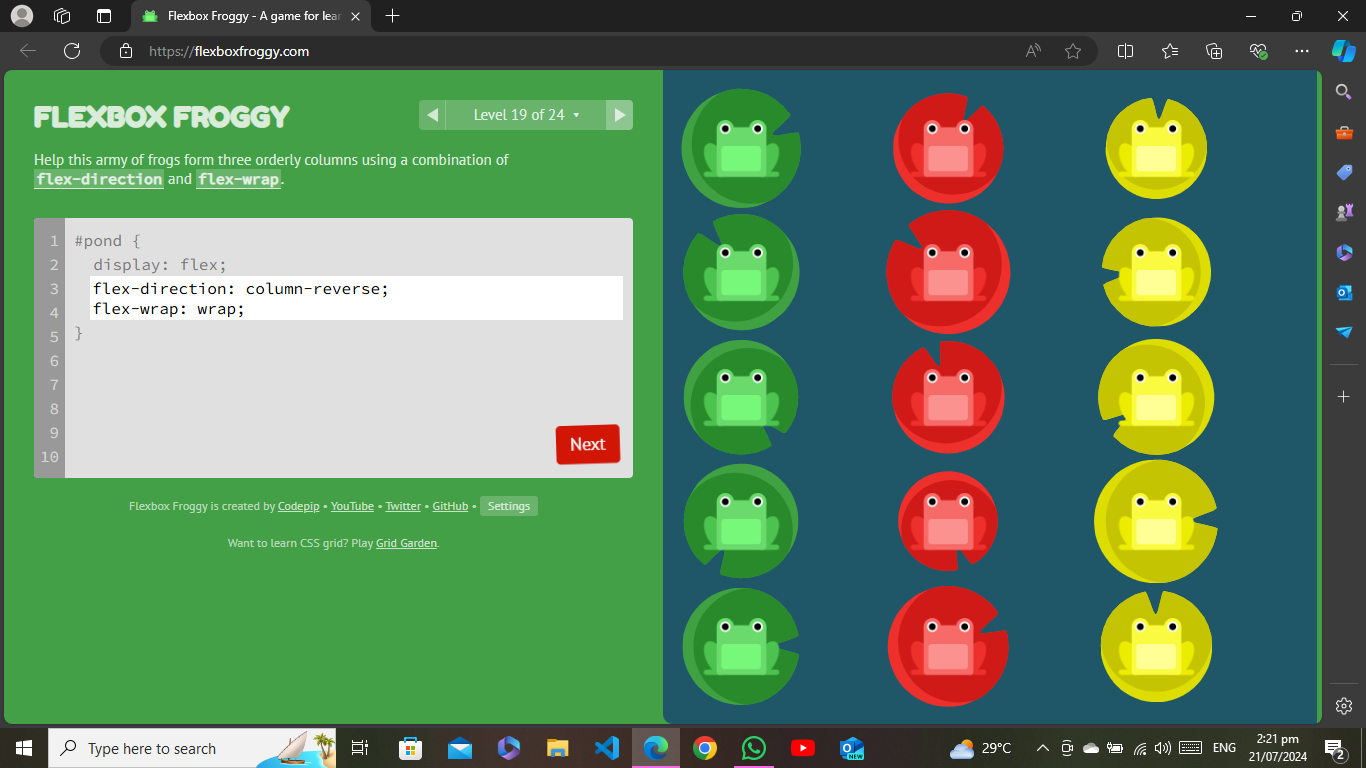 Flexbox Froggy - A game for lear
https://flexboxfroggy.com
FLEXBOX FROGGY
Level 19 of 24
Help this army of frogs form three orderly columns using a combination of
flex-direction and flex-wrap.
1 #pond {
2 display: flex;
3 flex-direction: column-reverse;
4 flex-wrap: wrap;
5 }
6
7
8
9
10
Next
Flexbox Froggy is created by Codepip • YouTube • Twitter • GitHub • Settings
Want to learn CSS grid? Play Grid Garden.
Type here to search
NEW
29°C
ENG
2:21 pm
21/07/2024
2